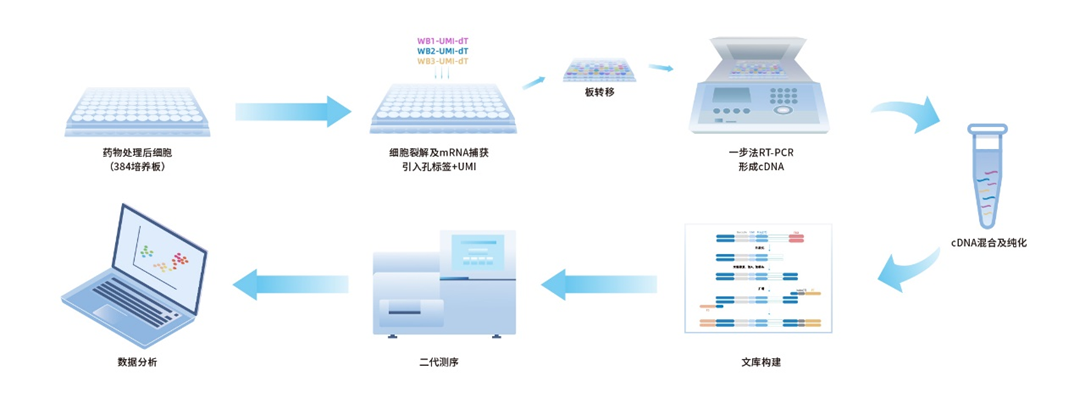 WB1-UMI-dT
WB2-UMI-dT
WB3-UMI-dT
药物处理后细胞
（384培养板）
细胞裂解及mRNA捕获
引入孔标签+UMI
板转移
一步法RT-PCR
形成cDNA
cDNA混合及纯化
文库构建
二代测序
数据分析